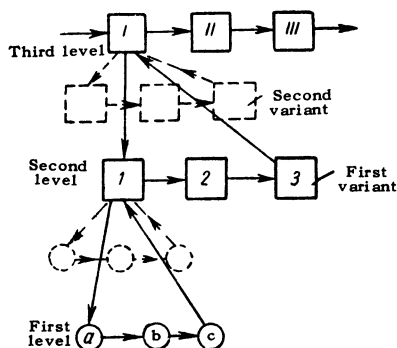 I II III
Third level
Second
variant
Second
level
1 2 3
First
variant
First
level
a b c